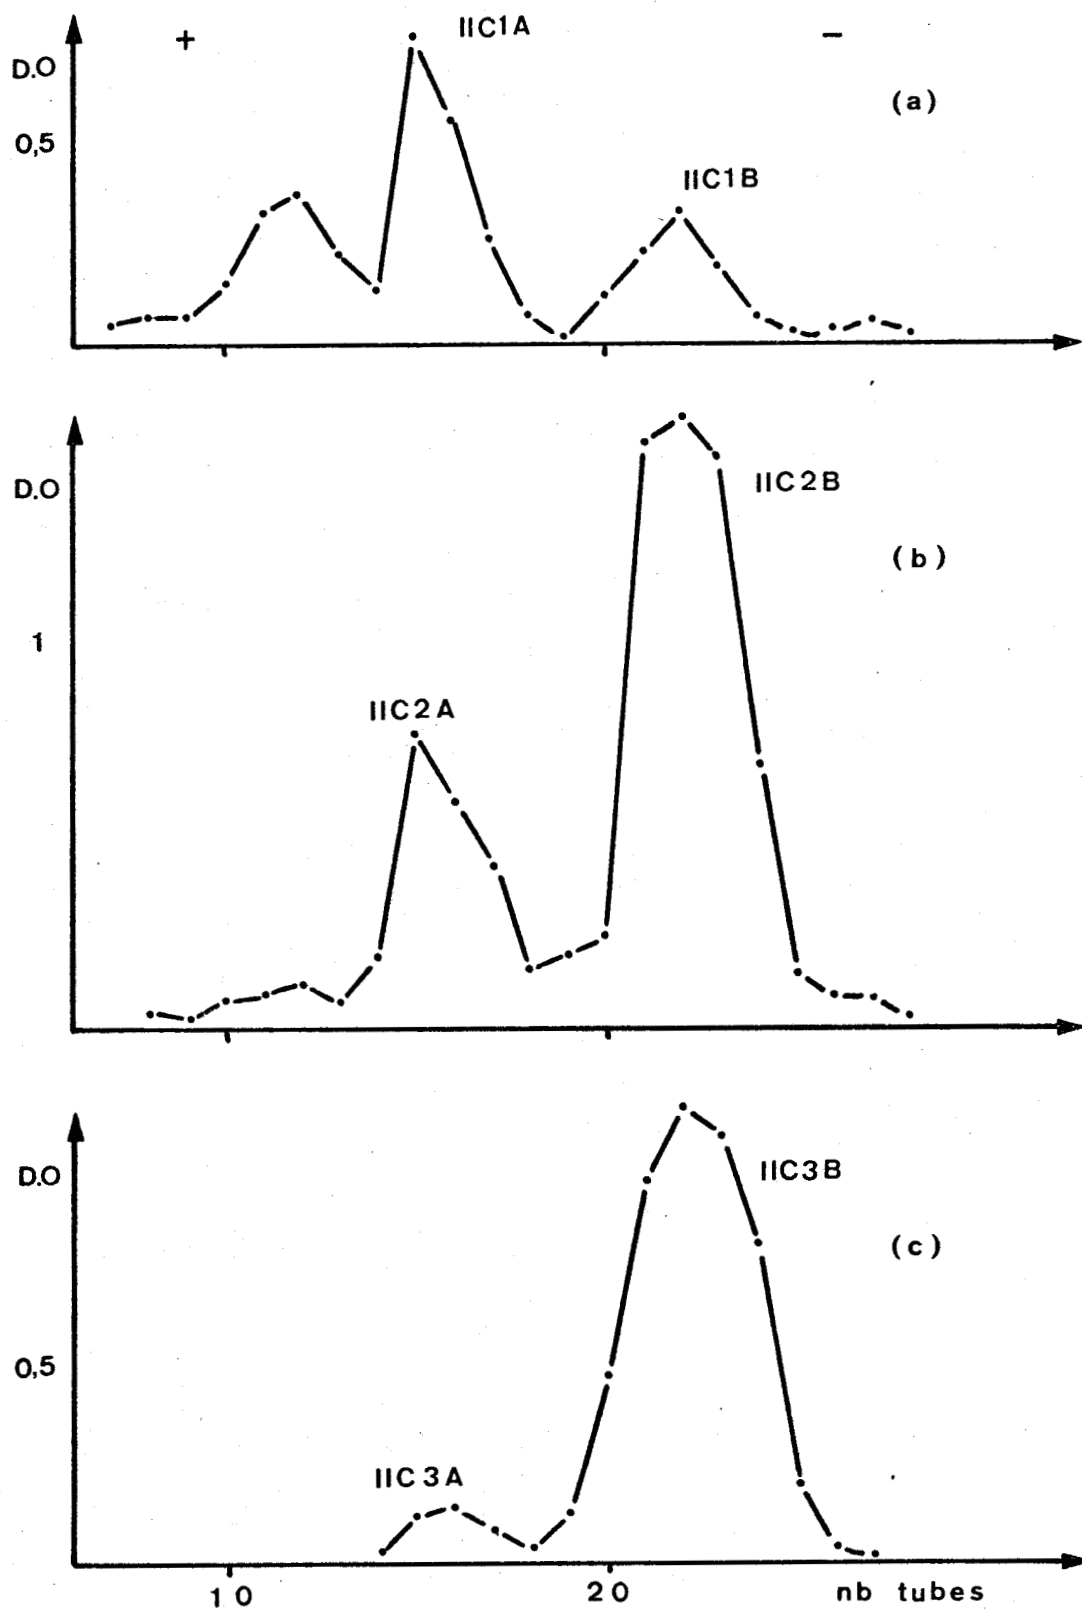 + IIC1A –
D.O
(a)
0,5
IIC1B
IIC2B
D.O
(b)
1
IIC2A
IIC3B
D.O
(c)
0,5
IIC3A
10 20 nb tubes